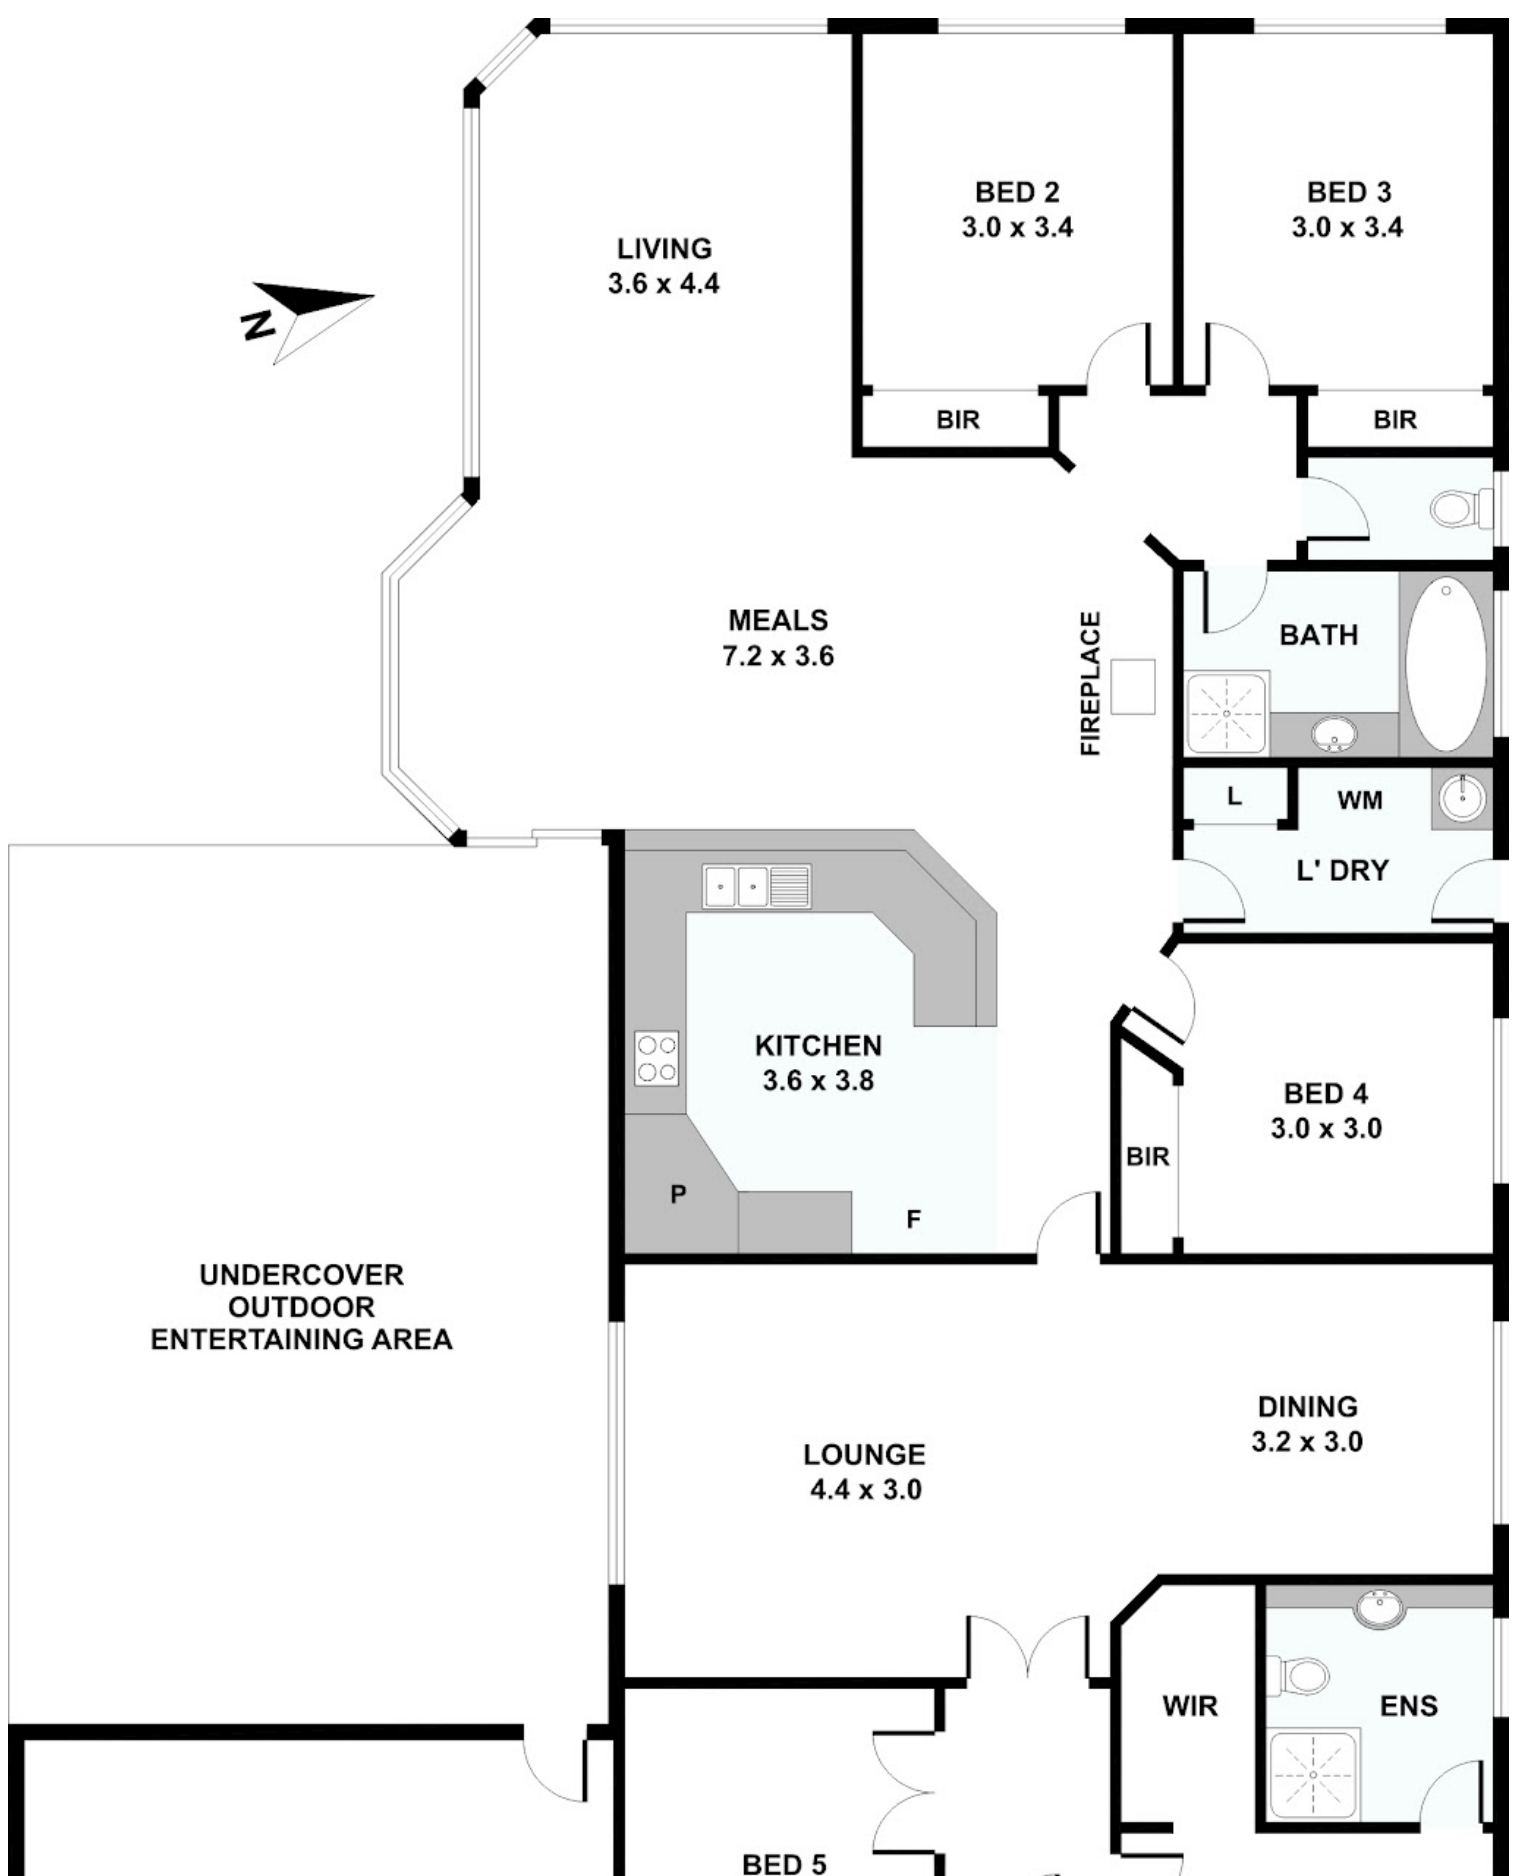 BED 2
3.0 x 3.4
BED 3
3.0 x 3.4
LIVING
3.6 x 4.4
N
BIR
BIR
MEALS
7.2 x 3.6
FIREPLACE
BATH
L
WM
L' DRY
KITCHEN
3.6 x 3.8
BED 4
3.0 x 3.0
BIR
P
F
UNDERCOVER
OUTDOOR
ENTERTAINING AREA
DINING
3.2 x 3.0
LOUNGE
4.4 x 3.0
WIR
ENS
BED 5